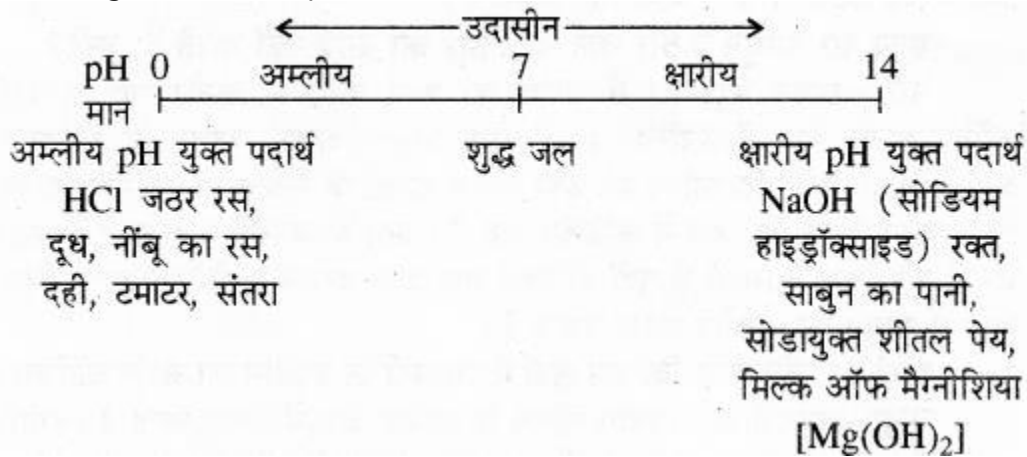 उदासीन
pH 0 अम्लीय 7 क्षारीय 14
मान
अम्लीय pH युक्त पदार्थ शुद्ध जल क्षारीय pH युक्त पदार्थ
HCl जठर रस, NaOH (सोडियम
दूध, नींबू का रस, हाइड्रॉक्साइड) रक्त,
दही, टमाटर, संतरा साबुन का पानी,
सोडायुक्त शीतल पेय,
मिल्क ऑफ मैग्नीशिया
[Mg(OH)₂]